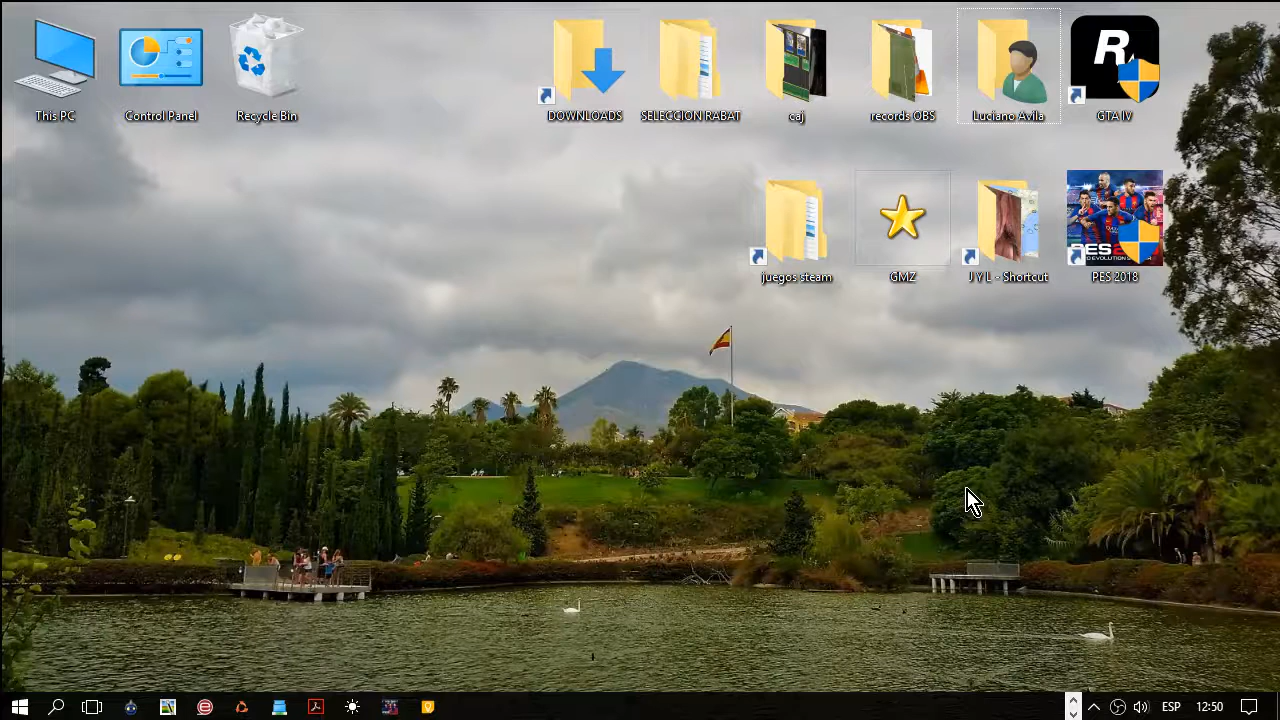 This PC
Control Panel
Recycle Bin
DOWNLOADS
SELECCION RABAT
caj
records OBS
Luciano Avila
R
GTA IV
juegos steam
GMZ
J Y L - Shortcut
PES 2018
ESP
12:50